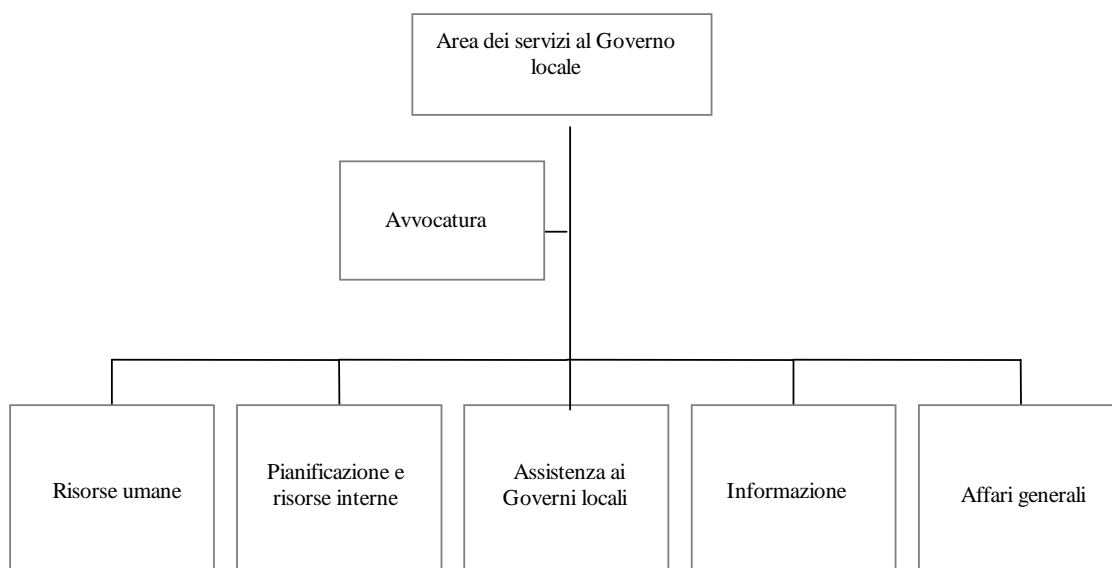 Area dei servizi al Governo
locale
Avvocatura
Risorse umane
Pianificazione e
risorse interne
Assistenza ai
Governi locali
Informazione
Affari generali